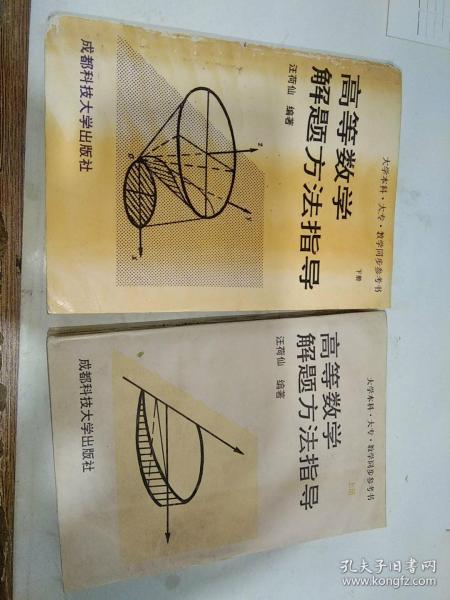 大学本科·大专·教学同步参考书
高等数学
解题方法指导
下册
汪荷仙 编著
z
y
x
o
成都科技大学出版社
大学本科·大专·教学同步参考书
高等数学
解题方法指导
上册
汪荷仙 编著
成都科技大学出版社
孔夫子旧书网
www.kongfz.com